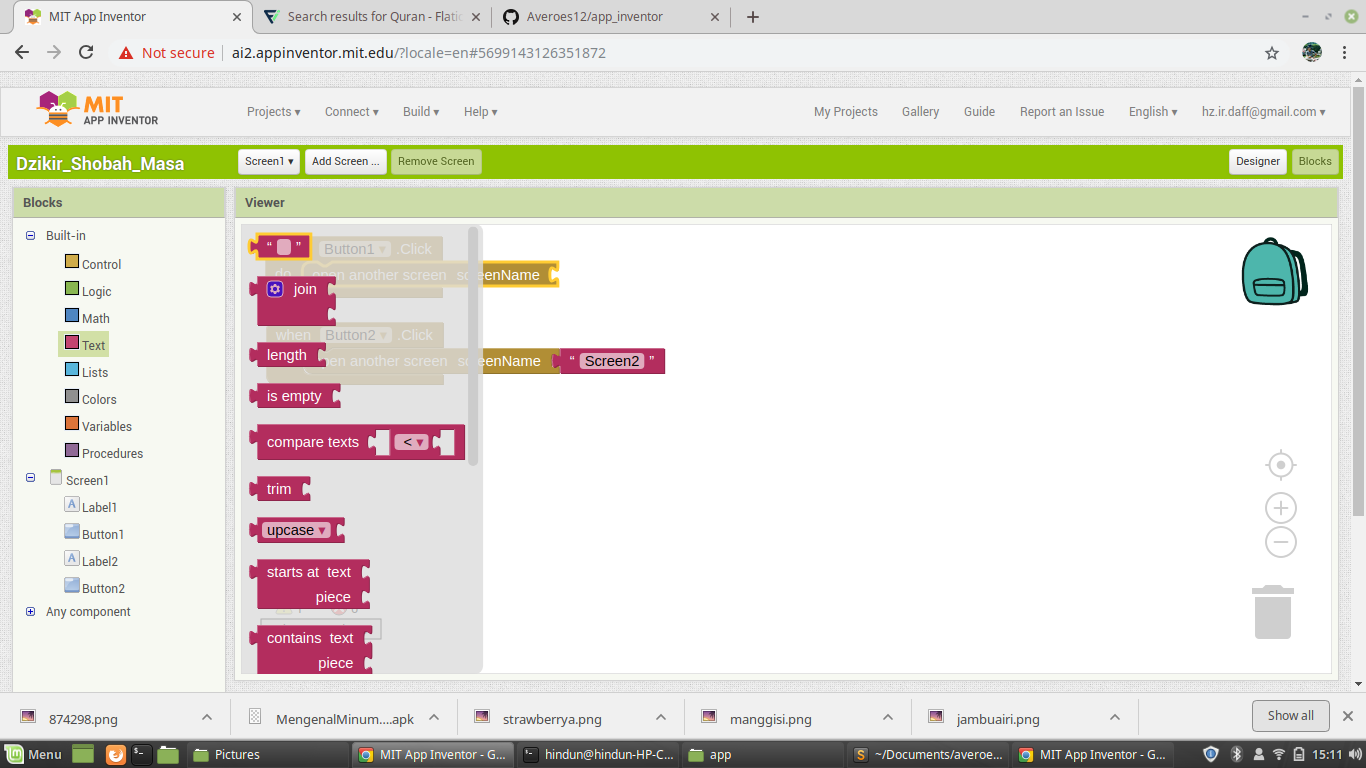 MIT App Inventor
Search results for Quran - Flatic
Averoes12/app_inventor
Not secure
ai2.appinventor.mit.edu/?locale=en#5699143126351872
MIT
APP INVENTOR
Projects ▾
Connect ▾
Build ▾
Help ▾
My Projects
Gallery
Guide
Report an Issue
English ▾
hz.ir.daff@gmail.com ▾
Dzikir_Shobah_Masa
Screen1 ▾
Add Screen ...
Remove Screen
Designer
Blocks
Blocks
Built-in
Control
Logic
Math
Text
Lists
Colors
Variables
Procedures
Screen1
Label1
Button1
Label2
Button2
Any component
Viewer
“ ”
Button1 ▾ .Click
do open another screen screenName
join
when Button2 ▾ .Click
length
open another screen screenName “ Screen2 ”
is empty
compare texts < ▾
trim
upcase ▾
starts at text
piece
contains text
piece
874298.png
MengenalMinum....apk
strawberrya.png
manggisi.png
jambuairi.png
Show all
Menu
Pictures
MIT App Inventor - G...
hindun@hindun-HP-C...
app
~/Documents/averoe...
MIT App Inventor - G...
15:11